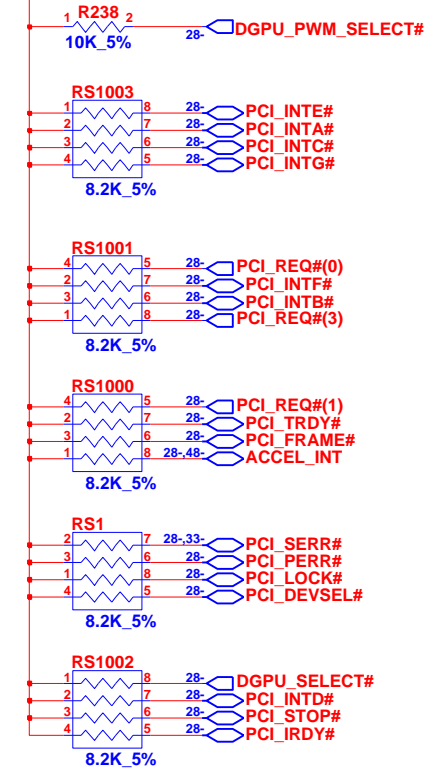 1 R238 2 28- DGPU_PWM_SELECT#
10K_5%
RS1003
1 8 28- PCI_INTE#
2 7 28- PCI_INTA#
3 6 28- PCI_INTC#
4 5 28- PCI_INTG#
8.2K_5%
RS1001
4 5 28- PCI_REQ#(0)
2 7 28- PCI_INTF#
3 6 28- PCI_INTB#
1 8 28- PCI_REQ#(3)
8.2K_5%
RS1000
4 5 28- PCI_REQ#(1)
2 7 28- PCI_TRDY#
3 6 28- PCI_FRAME#
1 8 28-,48- ACCEL_INT
8.2K_5%
RS1
2 7 28-,33- PCI_SERR#
3 6 28- PCI_PERR#
1 8 28- PCI_LOCK#
4 5 28- PCI_DEVSEL#
8.2K_5%
RS1002
1 8 28- DGPU_SELECT#
2 7 28- PCI_INTD#
3 6 28- PCI_STOP#
4 5 28- PCI_IRDY#
8.2K_5%